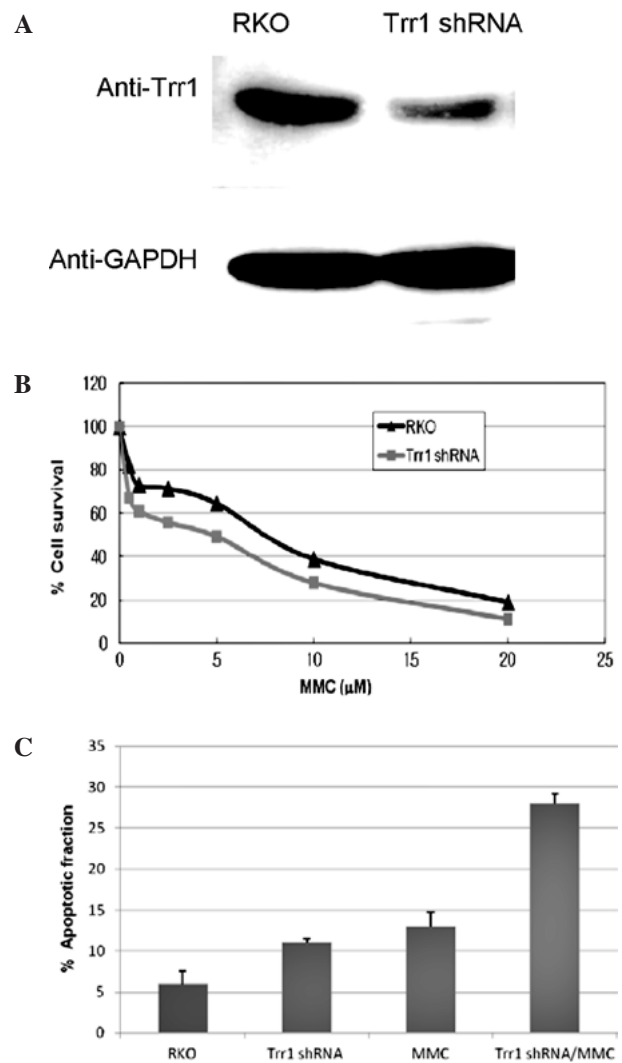 A
RKO Trr1 shRNA
Anti-Trr1
Anti-GAPDH
B
120
100
80
60
40
20
0
% Cell survival
RKO
Trr1 shRNA
0 5 10 15 20 25
MMC (µM)
C
35
30
25
20
15
10
5
0
% Apoptotic fraction
RKO Trr1 shRNA MMC Trr1 shRNA/MMC